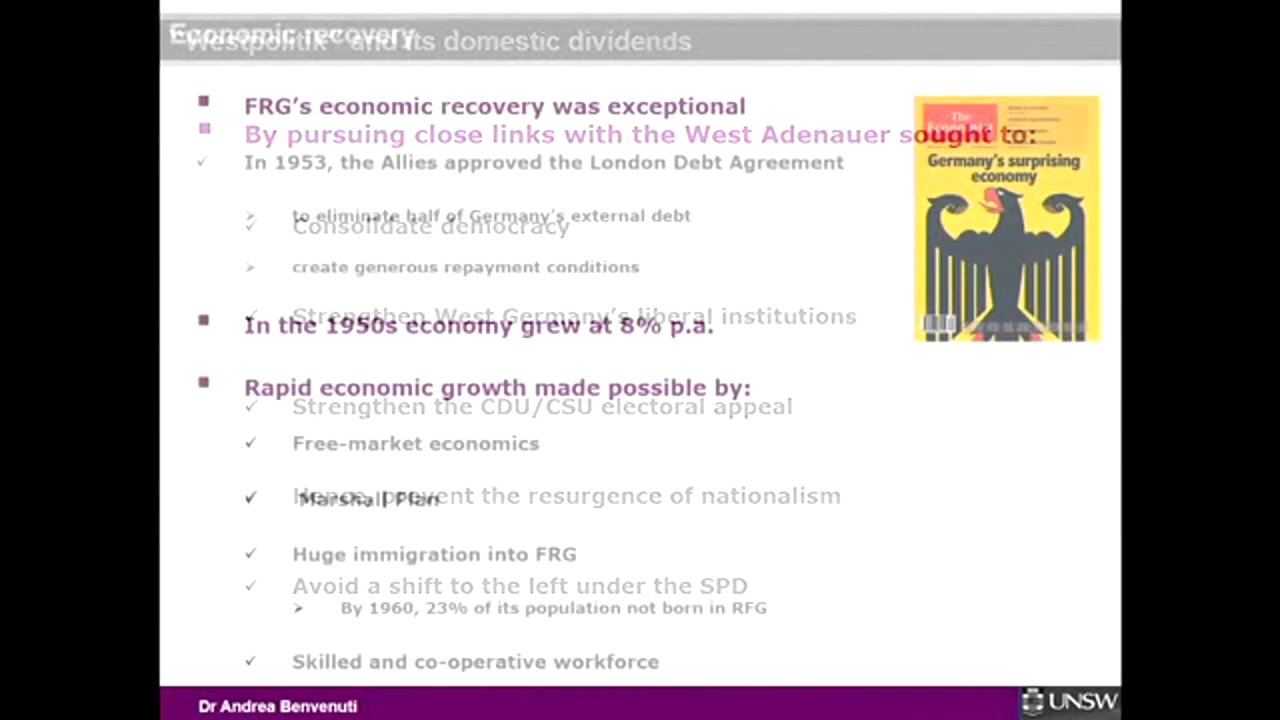 Economic recovery
"Westpolitik" and its domestic dividends
FRG's economic recovery was exceptional
By pursuing close links with the West Adenauer sought to:
In 1953, the Allies approved the London Debt Agreement
to eliminate half of Germany's external debt
Consolidate democracy
create generous repayment conditions
Strengthen West Germany's liberal institutions
In the 1950s economy grew at 8% p.a.
Rapid economic growth made possible by:
Strengthen the CDU/CSU electoral appeal
Free-market economics
Hence, prevent the resurgence of nationalism
Marshall Plan
Huge immigration into FRG
Avoid a shift to the left under the SPD
By 1960, 23% of its population not born in RFG
Skilled and co-operative workforce
The
Economist
Germany's surprising
economy
Dr Andrea Benvenuti
UNSW